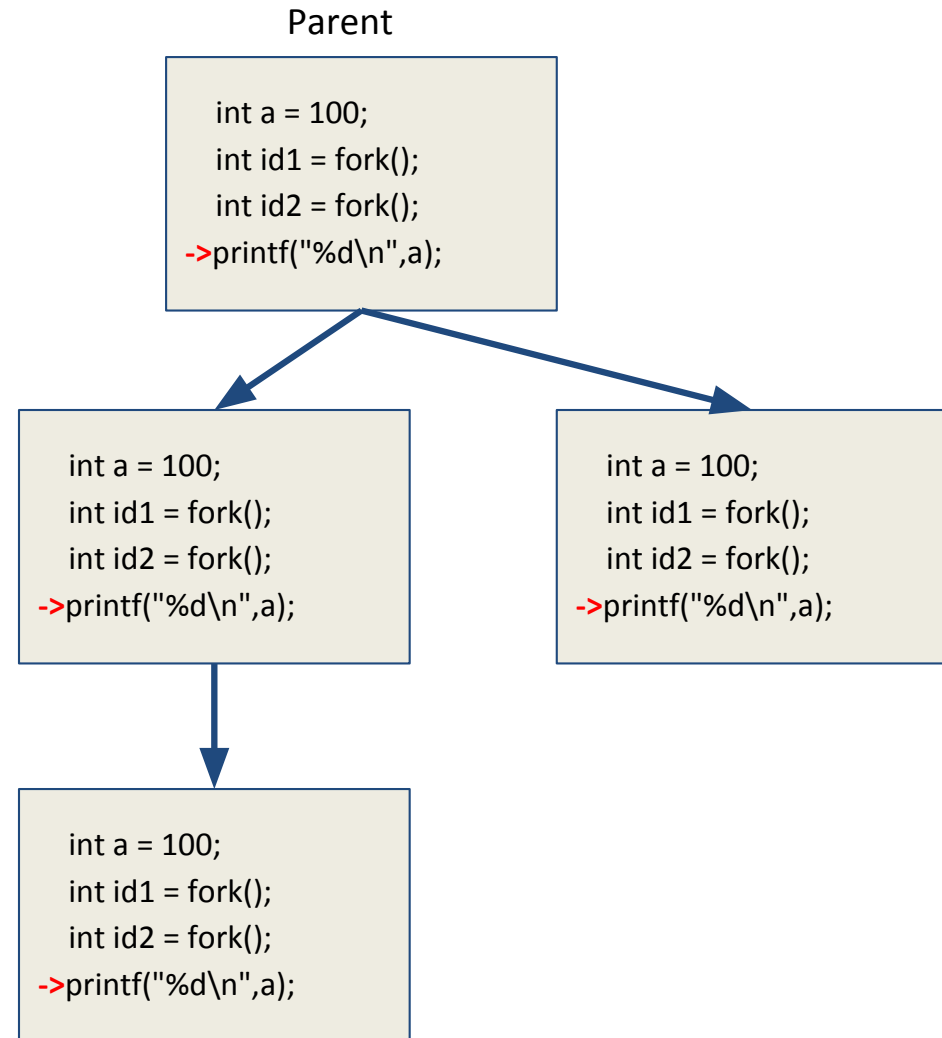 Parent
int a = 100;
int id1 = fork();
int id2 = fork();
->printf("%d\n",a);
int a = 100;
int id1 = fork();
int id2 = fork();
->printf("%d\n",a);
int a = 100;
int id1 = fork();
int id2 = fork();
->printf("%d\n",a);
int a = 100;
int id1 = fork();
int id2 = fork();
->printf("%d\n",a);